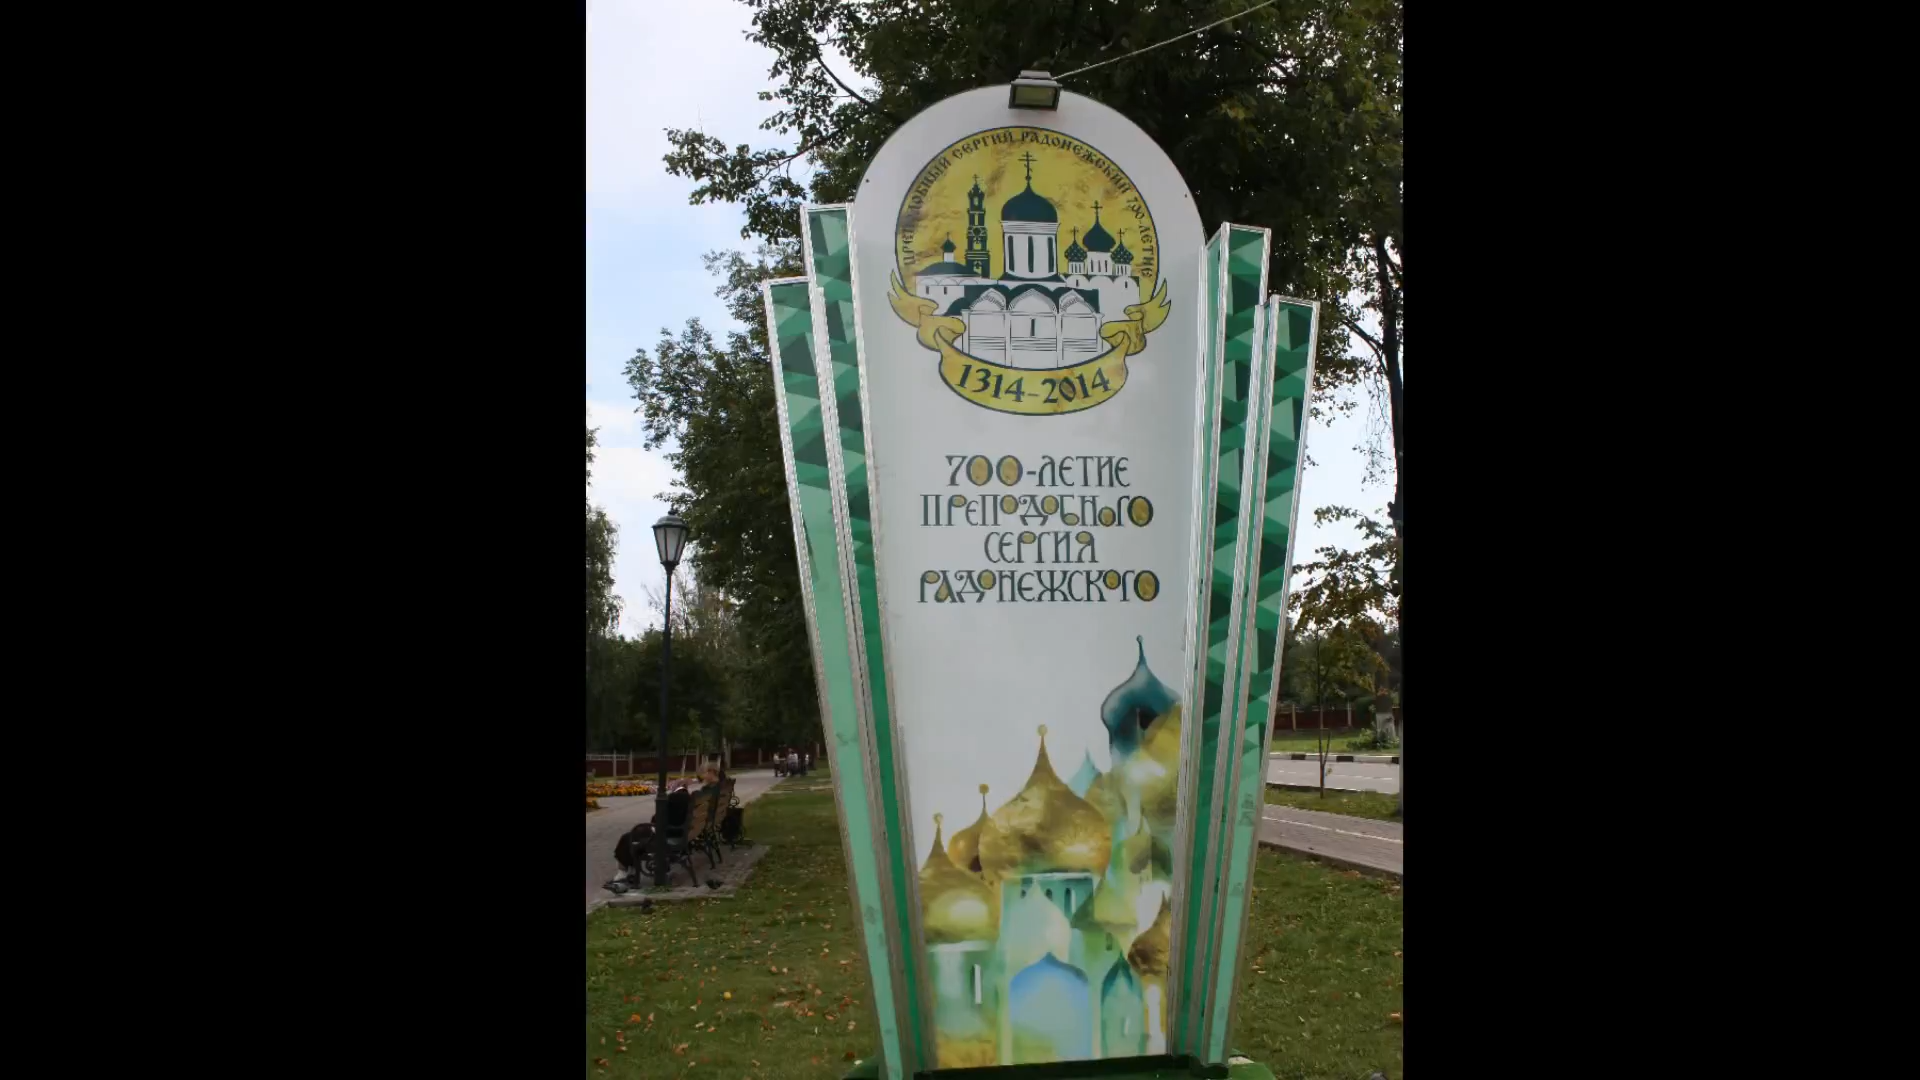 ПРЕПОДОБНЫЙ СЕРГИЙ РАДОНЕЖСКИЙ 700-ЛЕТИЕ
1314-2014
700-ЛЕТИЕ
ПРЕПОДОБНОГО
СЕРГИЯ
РАДОНЕЖСКОГО